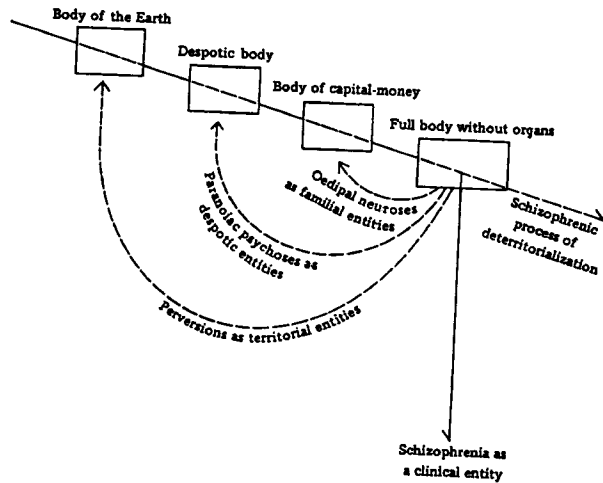 Body of the Earth
Despotic body
Body of capital-money
Full body without organs
Oedipal neuroses
as familial entities
Paranoiac psychoses as
despotic entities
Perversions as territorial entities
Schizophrenic
process of
deterritorialization
Schizophrenia as
a clinical entity